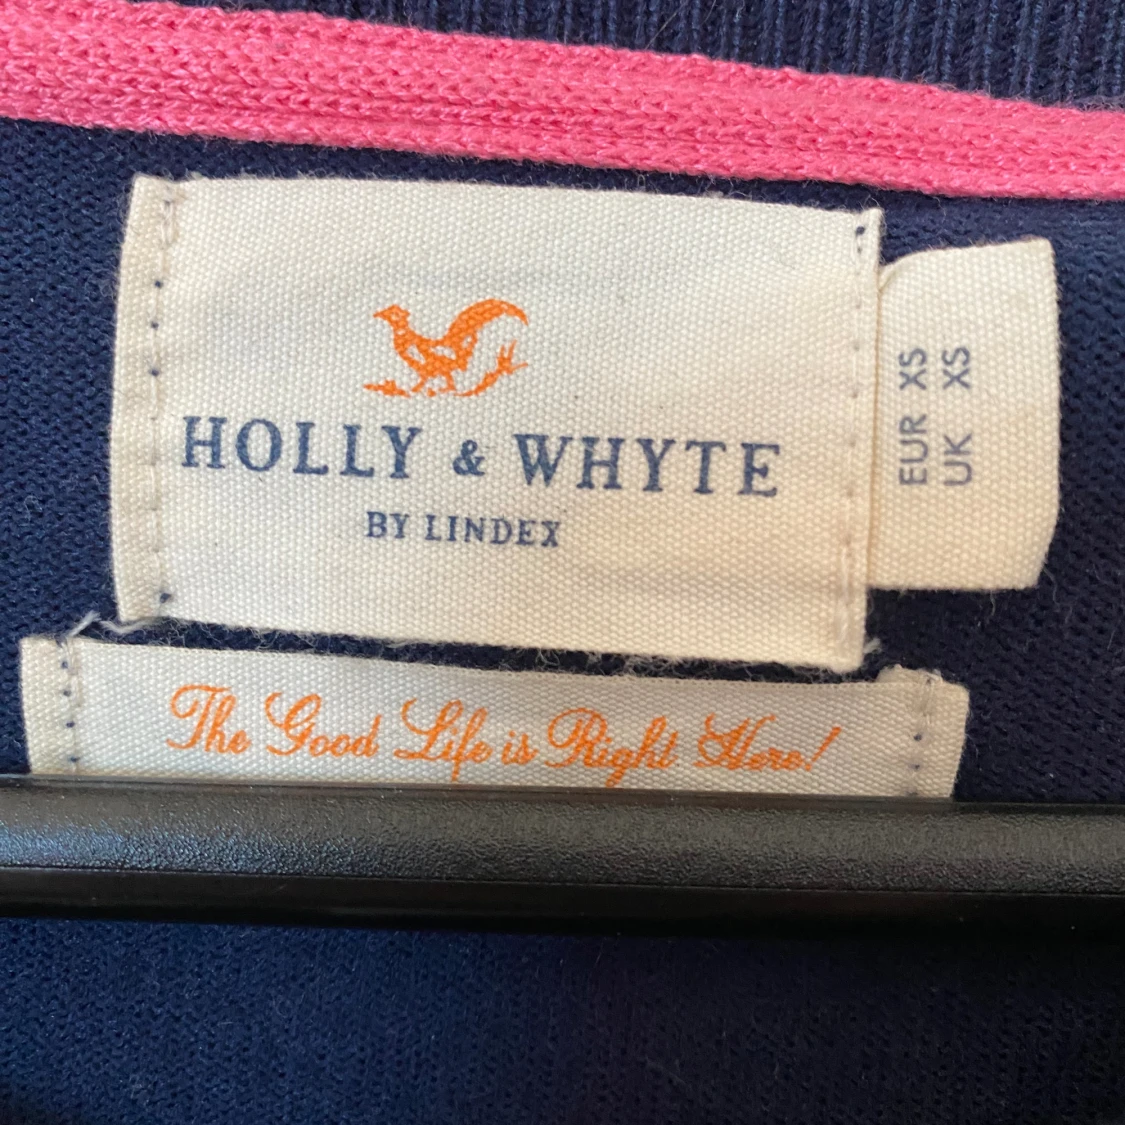 HOLLY & WHYTE
BY LINDEX
EUR XS
UK XS
The Good Life is Right Here!